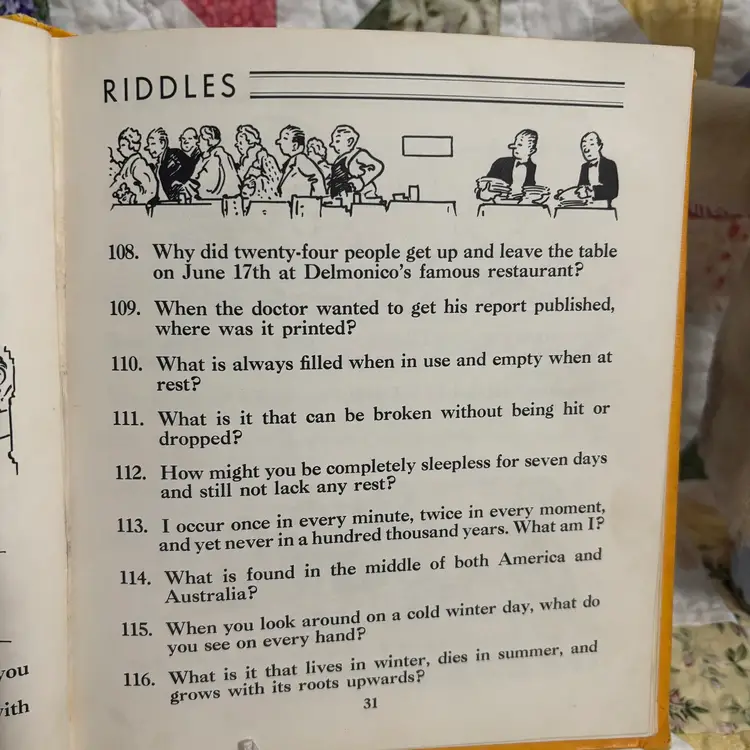 RIDDLES
108. Why did twenty-four people get up and leave the table
on June 17th at Delmonico's famous restaurant?
109. When the doctor wanted to get his report published,
where was it printed?
110. What is always filled when in use and empty when at
rest?
111. What is it that can be broken without being hit or
dropped?
112. How might you be completely sleepless for seven days
and still not lack any rest?
113. I occur once in every minute, twice in every moment,
and yet never in a hundred thousand years. What am I?
114. What is found in the middle of both America and
Australia?
115. When you look around on a cold winter day, what do
you see on every hand?
116. What is it that lives in winter, dies in summer, and
grows with its roots upwards?
31